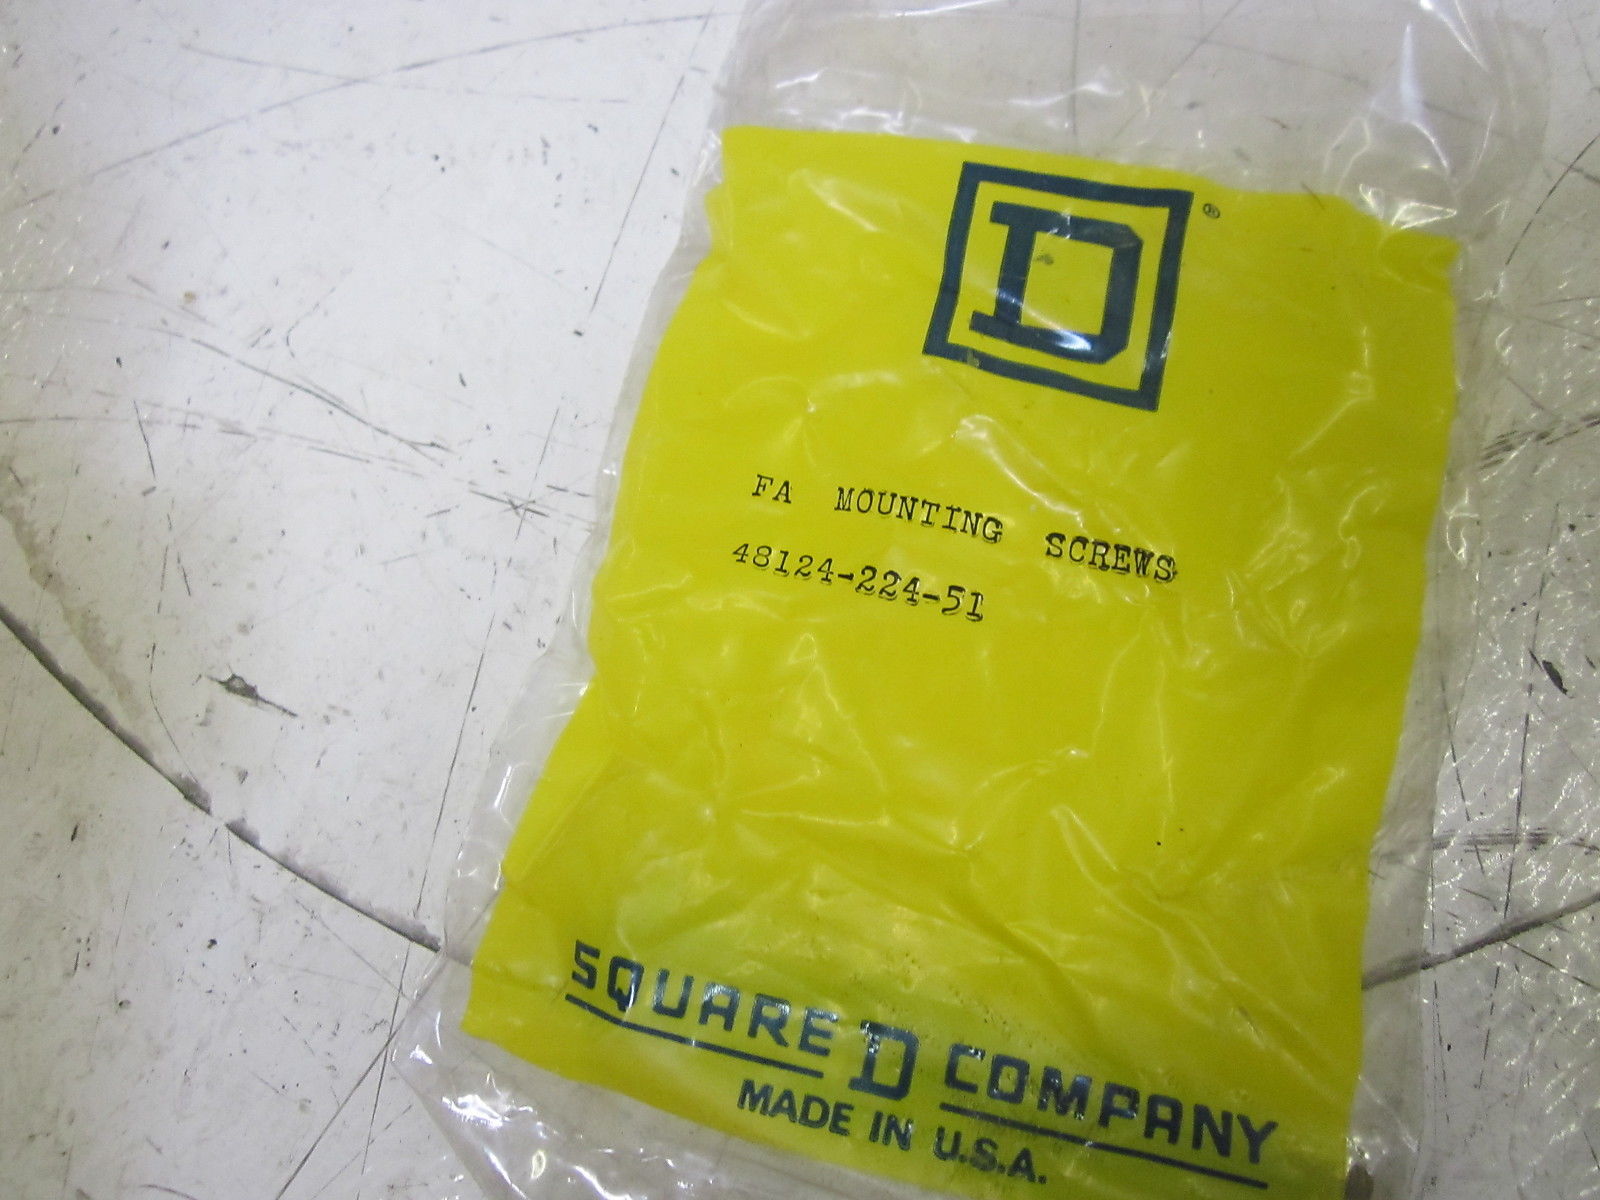 D ®
FA MOUNTING SCREWS
48124-224-51
SQUARE D COMPANY
MADE IN U.S.A.